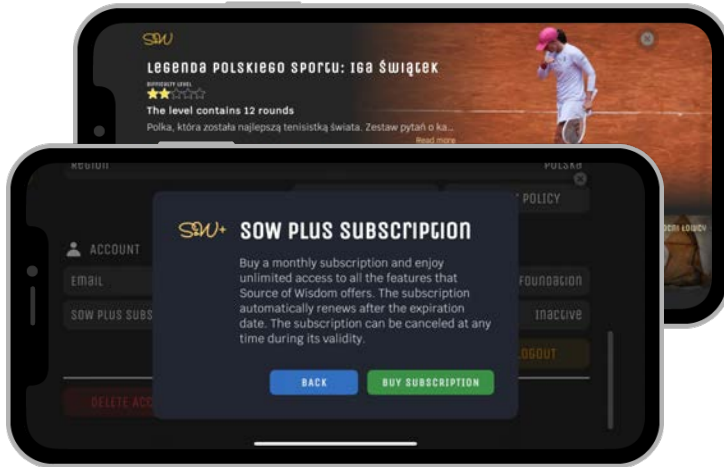 SW
Legenda Polskiego Sportu: Iga Świątek
DIFFICULTY LEVEL
The level contains 12 rounds
Polka, która została najlepszą tenisistką świata. Zestaw pytań o ka...
Read more
Region
POLSKA
POLICY
ACCOUNT
Email
FOUNDATION
SOW PLUS SUBS
Inactive
LOGOUT
DELETE ACC
SW+
SOW PLUS SUBSCRIPTION
Buy a monthly subscription and enjoy
unlimited access to all the features that
Source of Wisdom offers. The subscription
automatically renews after the expiration
date. The subscription can be canceled at any
time during its validity.
BACK
BUY SUBSCRIPTION
ŁOWCY